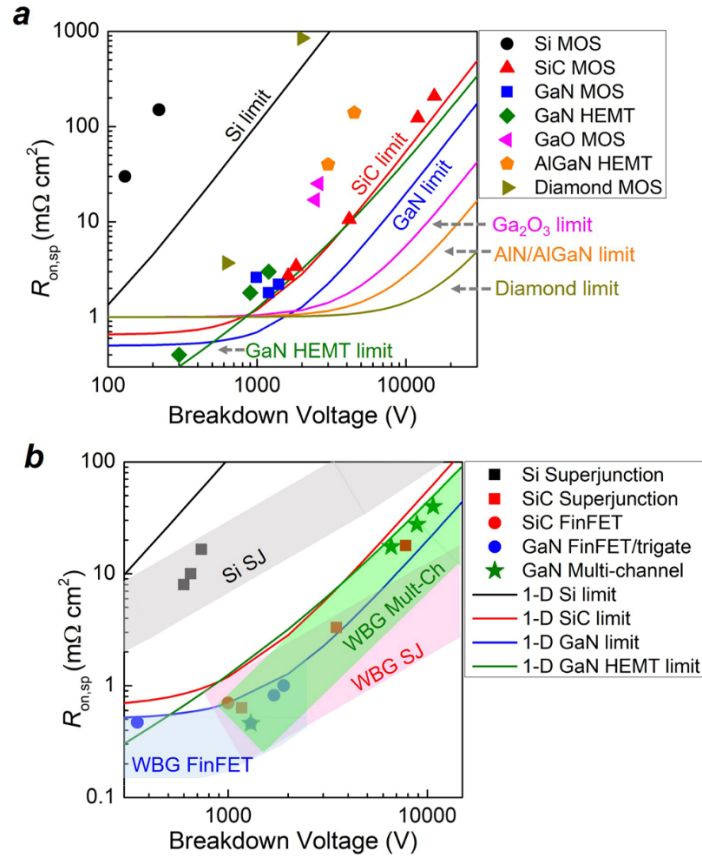 a
1000
100
10
1
100
1000
10000
R_on,sp (mΩ cm²)
Breakdown Voltage (V)
Si limit
SiC limit
GaN limit
Ga₂O₃ limit
AlN/AlGaN limit
Diamond limit
GaN HEMT limit
Si MOS
SiC MOS
GaN MOS
GaN HEMT
GaO MOS
AlGaN HEMT
Diamond MOS
b
100
10
1
0.1
1000
10000
R_on,sp (mΩ cm²)
Breakdown Voltage (V)
Si SJ
WBG Mult-Ch
WBG SJ
WBG FinFET
Si Superjunction
SiC Superjunction
SiC FinFET
GaN FinFET/trigate
GaN Multi-channel
1-D Si limit
1-D SiC limit
1-D GaN limit
1-D GaN HEMT limit